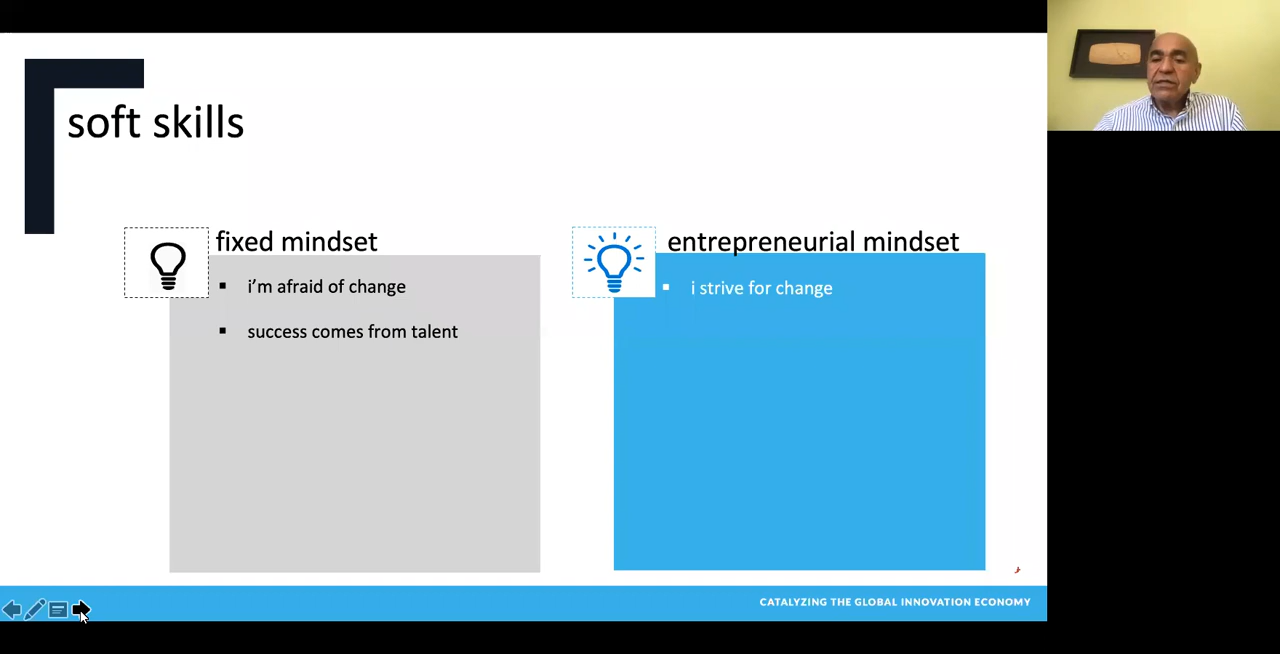 soft skills
fixed mindset
i’m afraid of change
success comes from talent
entrepreneurial mindset
i strive for change
CATALYZING THE GLOBAL INNOVATION ECONOMY